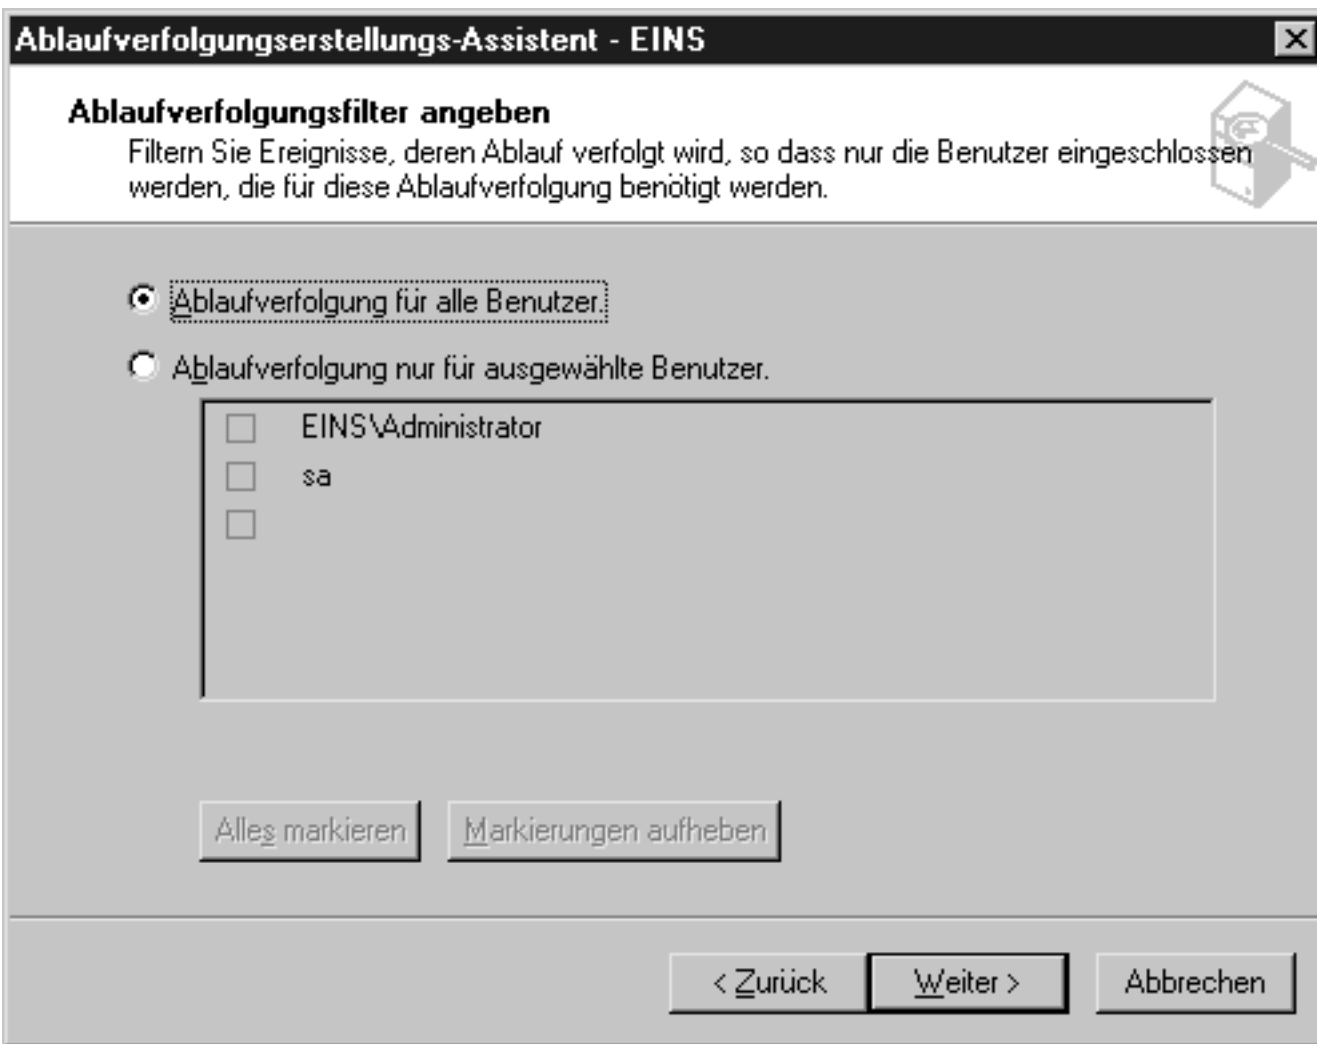 Ablaufverfolgungserstellungs-Assistent - EINS
Ablaufverfolgungsfilter angeben
Filtern Sie Ereignisse, deren Ablauf verfolgt wird, so dass nur die Benutzer eingeschlossen
werden, die für diese Ablaufverfolgung benötigt werden.
Ablaufverfolgung für alle Benutzer.
Ablaufverfolgung nur für ausgewählte Benutzer.
EINS\Administrator
sa
Alles markieren Markierungen aufheben
< Zurück Weiter > Abbrechen